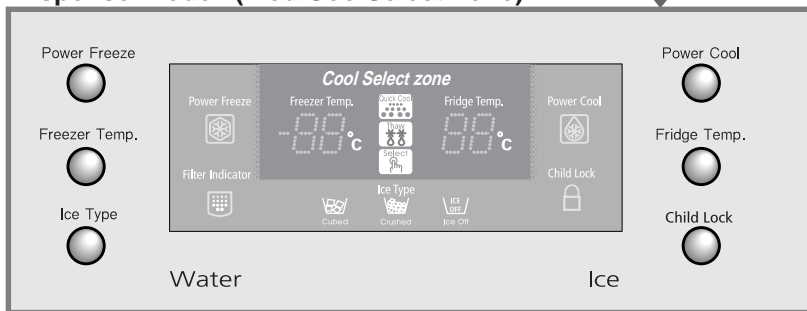 Power Freeze
Freezer Temp.
Ice Type
Cool Select zone
Power Freeze
Freezer Temp.
-88°C
Quick Cool
Thaw
Select
Fridge Temp.
88°C
Power Cool
Filter Indicator
Child Lock
Ice Type
Cubed
Crushed
ICE
OFF
Ice Off
Power Cool
Fridge Temp.
Child Lock
Water
Ice